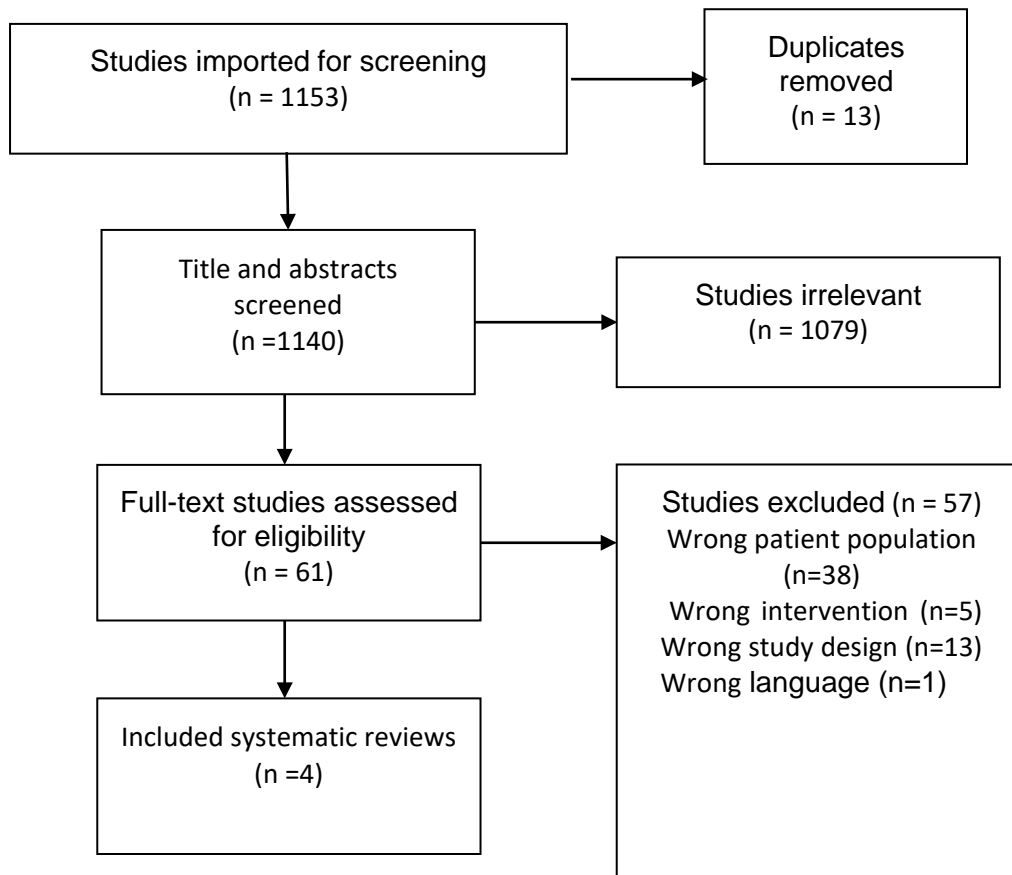 Studies imported for screening
(n = 1153)
Duplicates
removed
(n = 13)
Title and abstracts
screened
(n =1140)
Studies irrelevant
(n = 1079)
Full-text studies assessed
for eligibility
(n = 61)
Studies excluded (n = 57)
Wrong patient population
(n=38)
Wrong intervention (n=5)
Wrong study design (n=13)
Wrong language (n=1)
Included systematic reviews
(n =4)